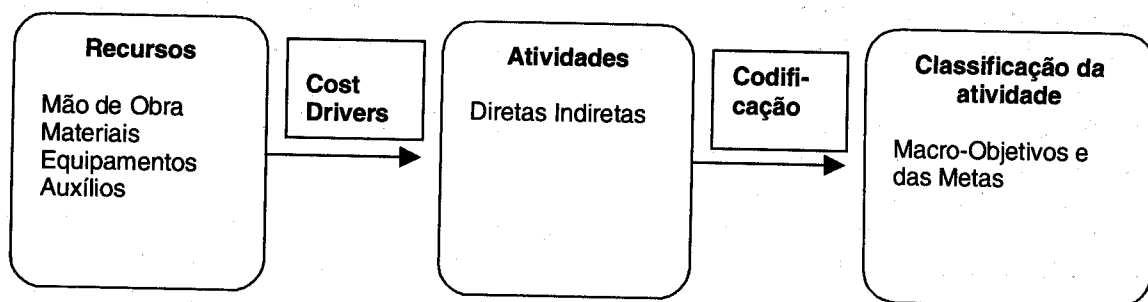 Recursos
Mão de Obra
Materiais
Equipamentos
Auxílios
Cost
Drivers
Atividades
Diretas Indiretas
Codifi-
cação
Classificação da
atividade
Macro-Objetivos e
das Metas